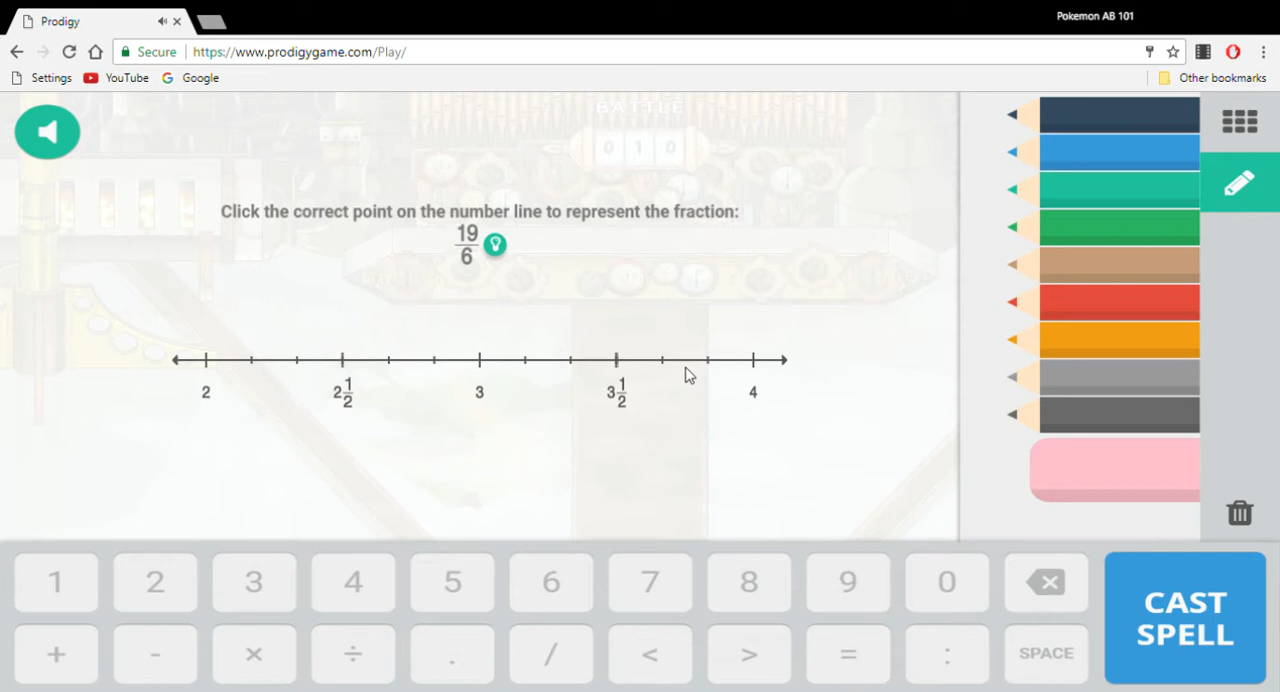 Prodigy
Pokemon AB 101
Secure https://www.prodigygame.com/Play/
Settings YouTube Google Other bookmarks
BATTLE
0 1 0
Click the correct point on the number line to represent the fraction:
19/6
2 2 1/2 3 3 1/2 4
1 2 3 4 5 6 7 8 9 0
+ - × ÷ . / < > = : SPACE
CAST
SPELL